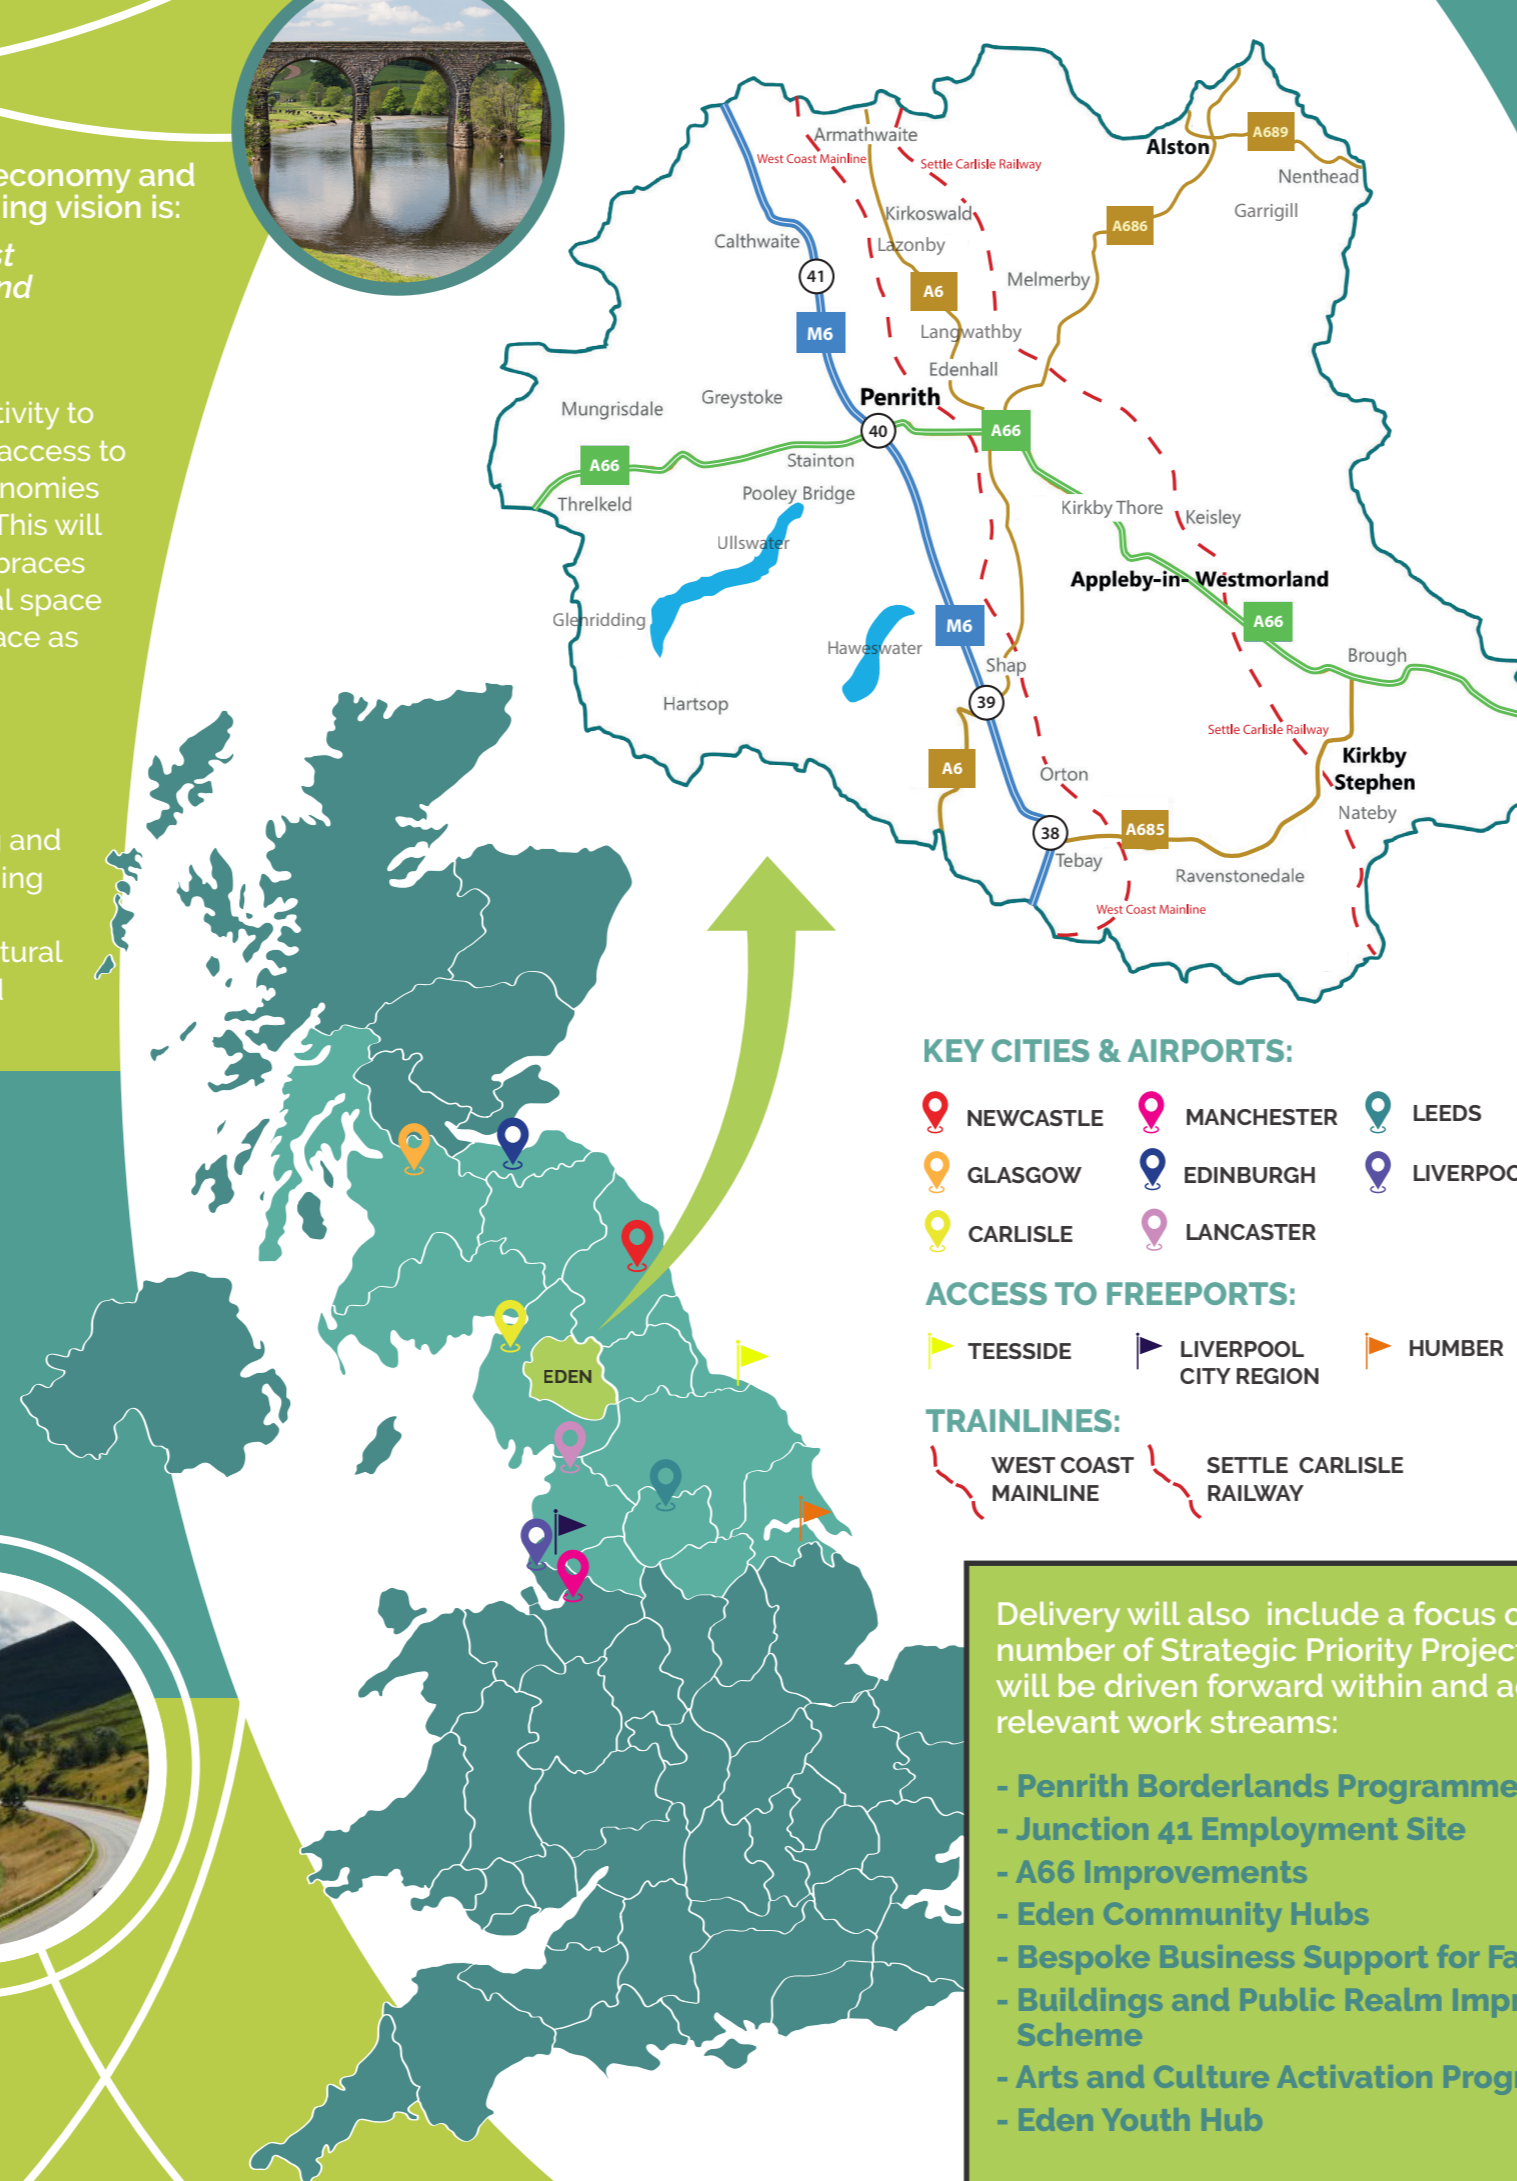 economy and
ing vision is:
st
nd
tivity to
access to
nomies
This will
braces
al space
ace as
g and
ing
tural
d
Armathwaite
West Coast Mainline
Settle Carlisle Railway
Alston
A689
Nenthead
Garrigill
A686
Kirkoswald
Calthwaite
Lazonby
41
Melmerby
A6
M6
Langwathby
Edenhall
Greystoke
Penrith
Mungrisdale
40
A66
Stainton
A66
Pooley Bridge
Threlkeld
Kirkby Thore
Keisley
Ullswater
Appleby-in- Westmorland
Glenridding
M6
A66
Haweswater
Shap
Brough
Hartsop
39
Settle Carlisle Railway
Kirkby
Stephen
A6
Orton
Nateby
38
A685
Tebay
Ravenstonedale
West Coast Mainline
EDEN
KEY CITIES & AIRPORTS:
NEWCASTLE
MANCHESTER
LEEDS
GLASGOW
EDINBURGH
LIVERPOO
CARLISLE
LANCASTER
ACCESS TO FREEPORTS:
TEESSIDE
LIVERPOOL
CITY REGION
HUMBER
TRAINLINES:
WEST COAST
MAINLINE
SETTLE CARLISLE
RAILWAY
Delivery will also include a focus o
number of Strategic Priority Project
will be driven forward within and ac
relevant work streams:
- Penrith Borderlands Programme
- Junction 41 Employment Site
- A66 Improvements
- Eden Community Hubs
- Bespoke Business Support for Fa
- Buildings and Public Realm Impr
Scheme
- Arts and Culture Activation Progr
- Eden Youth Hub